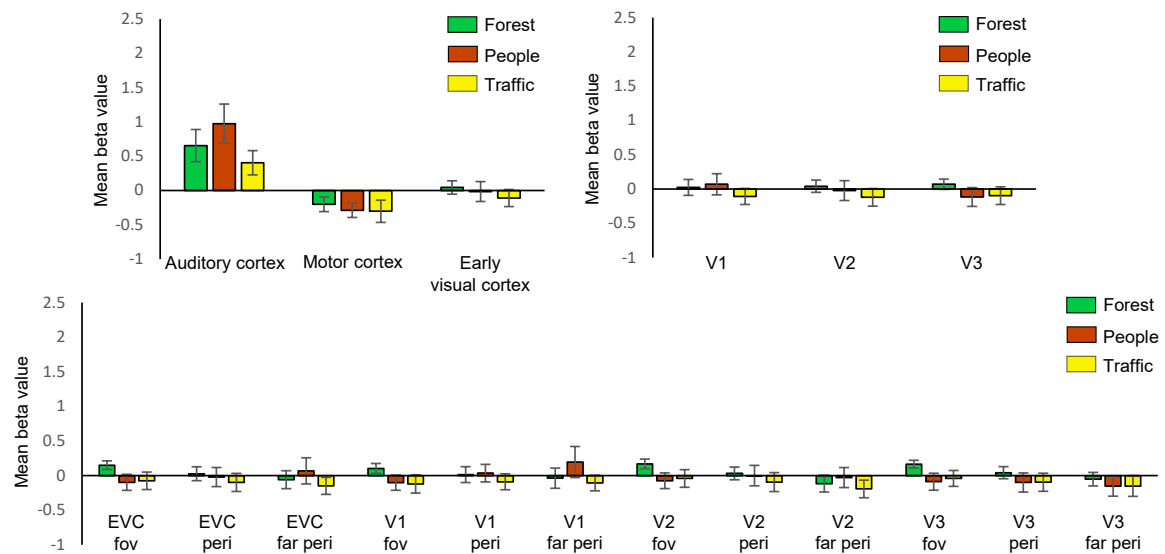 Mean beta value
2.5
2
1.5
1
0.5
0
-0.5
-1
Forest
People
Traffic
Auditory cortex
Motor cortex
Early
visual cortex
Mean beta value
2.5
2
1.5
1
0.5
0
-0.5
-1
Forest
People
Traffic
V1
V2
V3
Mean beta value
2.5
2
1.5
1
0.5
0
-0.5
-1
Forest
People
Traffic
EVC
fov
EVC
peri
EVC
far peri
V1
fov
V1
peri
V1
far peri
V2
fov
V2
peri
V2
far peri
V3
fov
V3
peri
V3
far peri